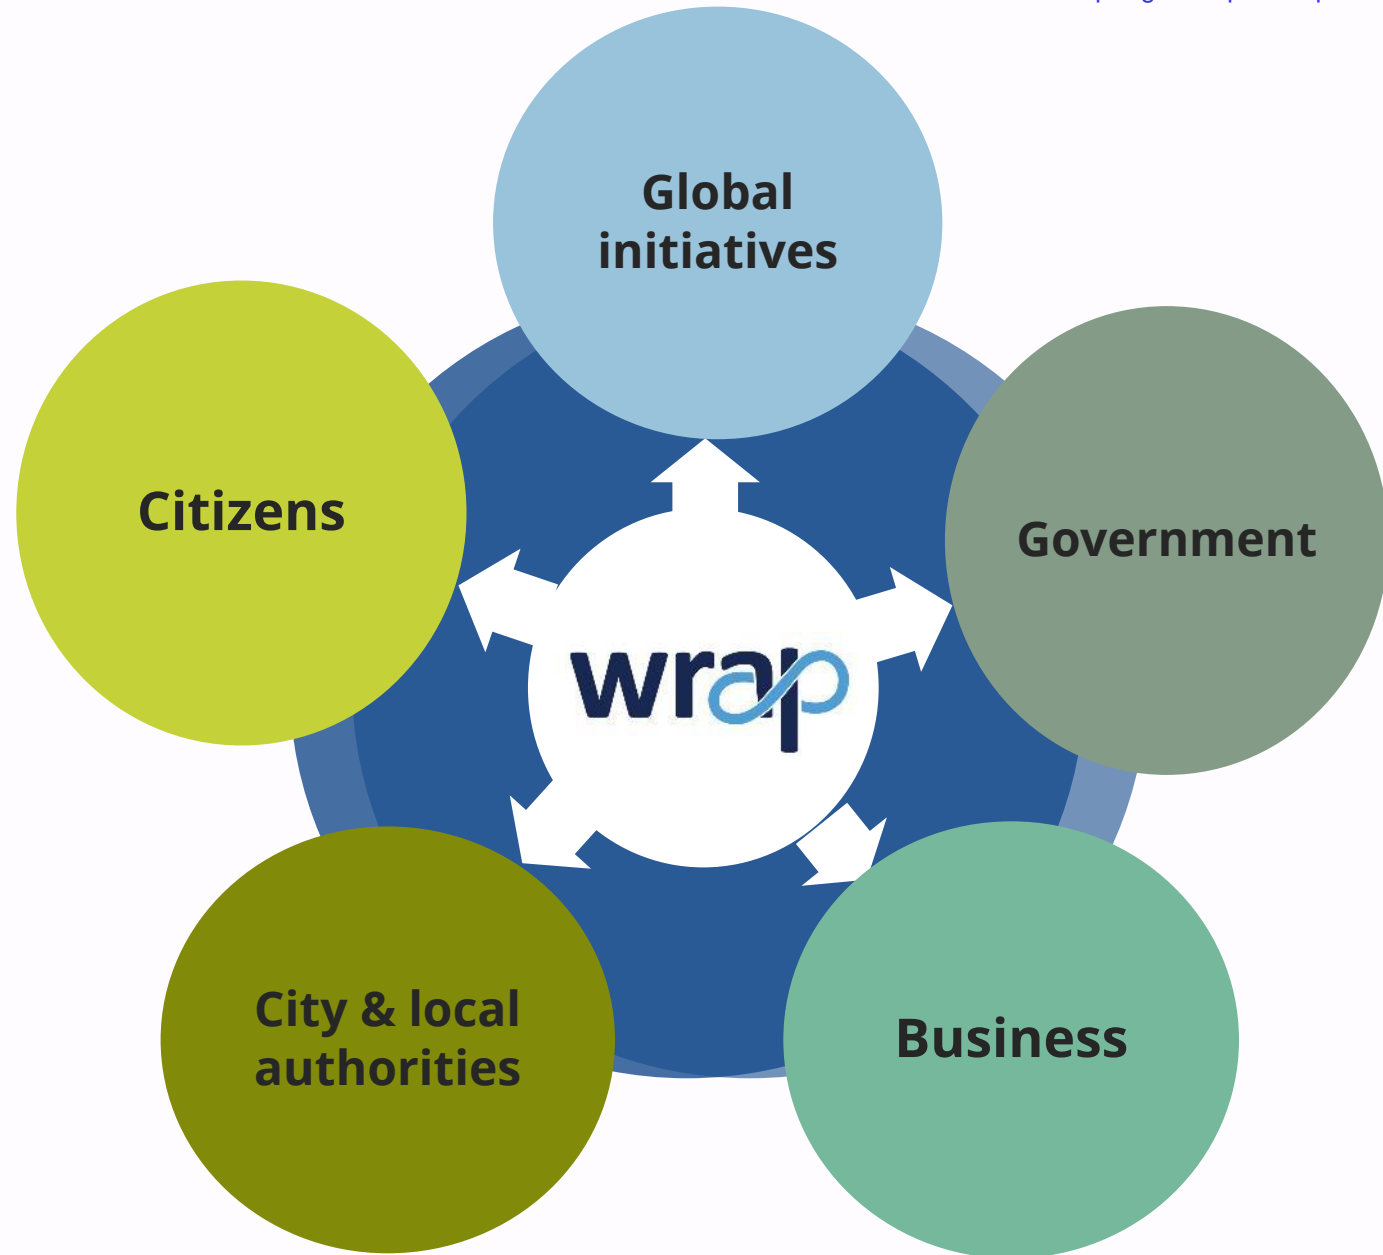 Global
initiatives
Citizens
Government
wrap
City & local
authorities
Business